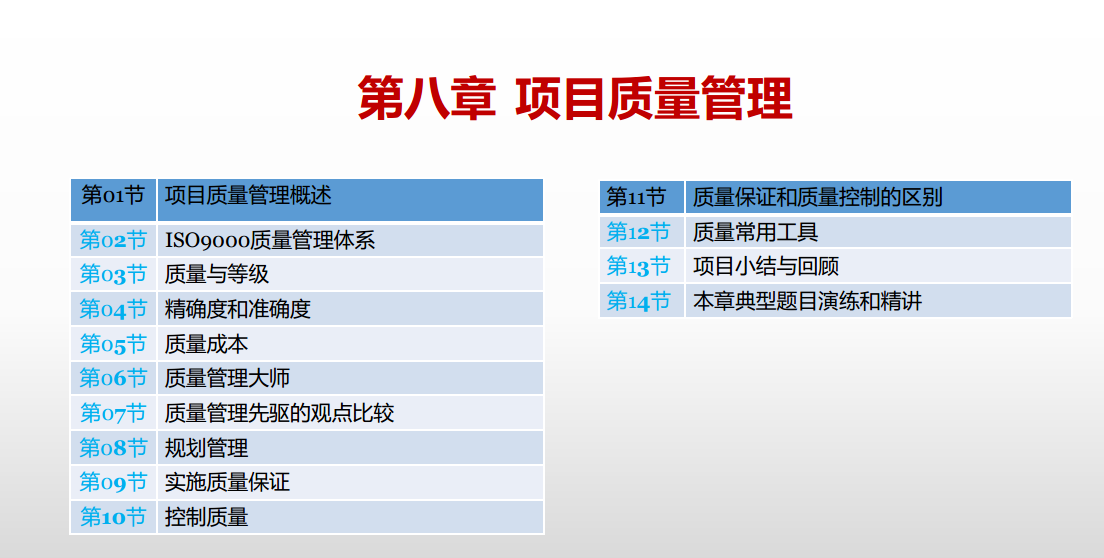 第八章 项目质量管理
第01节 项目质量管理概述
第02节 ISO9000质量管理体系
第03节 质量与等级
第04节 精确度和准确度
第05节 质量成本
第06节 质量管理大师
第07节 质量管理先驱的观点比较
第08节 规划管理
第09节 实施质量保证
第10节 控制质量
第11节 质量保证和质量控制的区别
第12节 质量常用工具
第13节 项目小结与回顾
第14节 本章典型题目演练和精讲